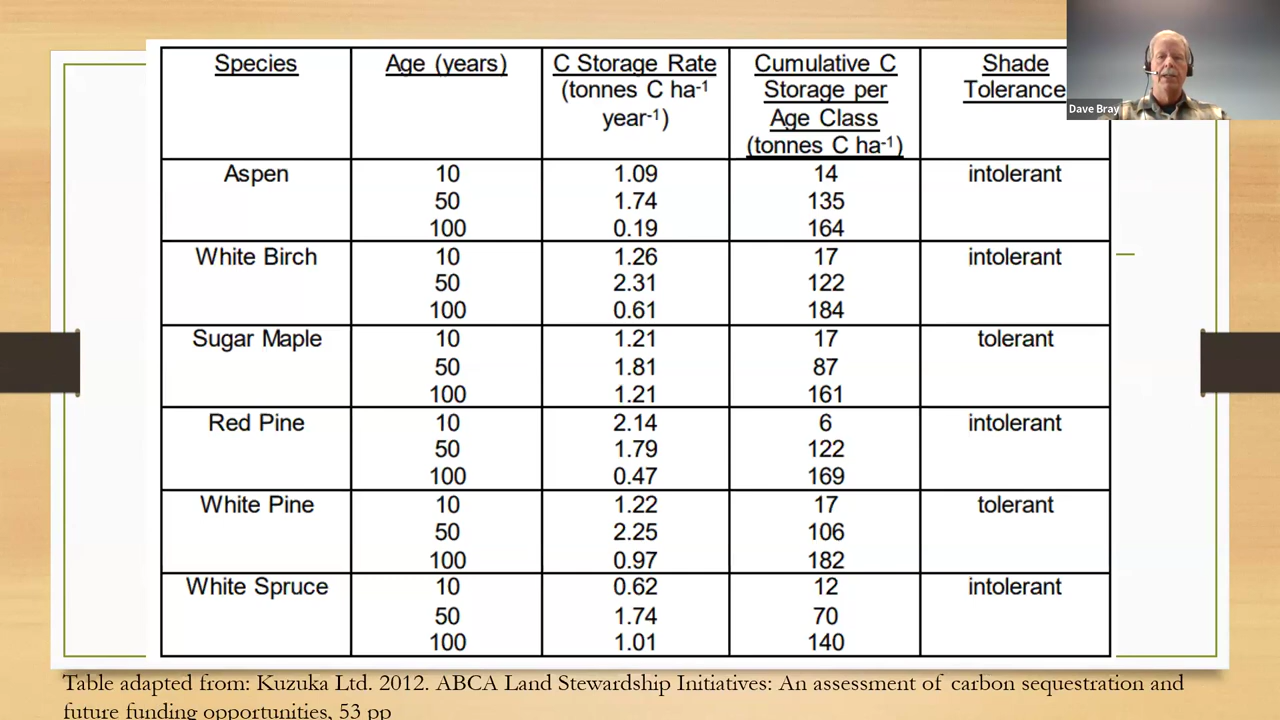 Species Age (years) C Storage Rate Cumulative C Shade
(tonnes C ha-1 Storage per Tolerance
year-1) Age Class
(tonnes C ha-1)
Dave Bray
Aspen 10 1.09 14 intolerant
50 1.74 135
100 0.19 164
White Birch 10 1.26 17 intolerant
50 2.31 122
100 0.61 184
Sugar Maple 10 1.21 17 tolerant
50 1.81 87
100 1.21 161
Red Pine 10 2.14 6 intolerant
50 1.79 122
100 0.47 169
White Pine 10 1.22 17 tolerant
50 2.25 106
100 0.97 182
White Spruce 10 0.62 12 intolerant
50 1.74 70
100 1.01 140
Table adapted from: Kuzuka Ltd. 2012. ABCA Land Stewardship Initiatives: An assessment of carbon sequestration and
future funding opportunities, 53 pp